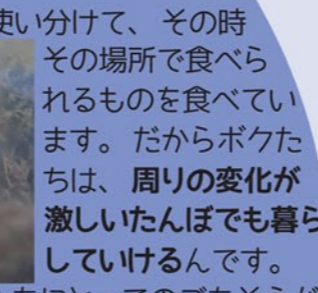 使い分けて、その時
その場所で食べら
れるものを食べてい
ます。だからボクた
ちは、周りの変化が
激しいたんぼでも暮ら
していけるんです。